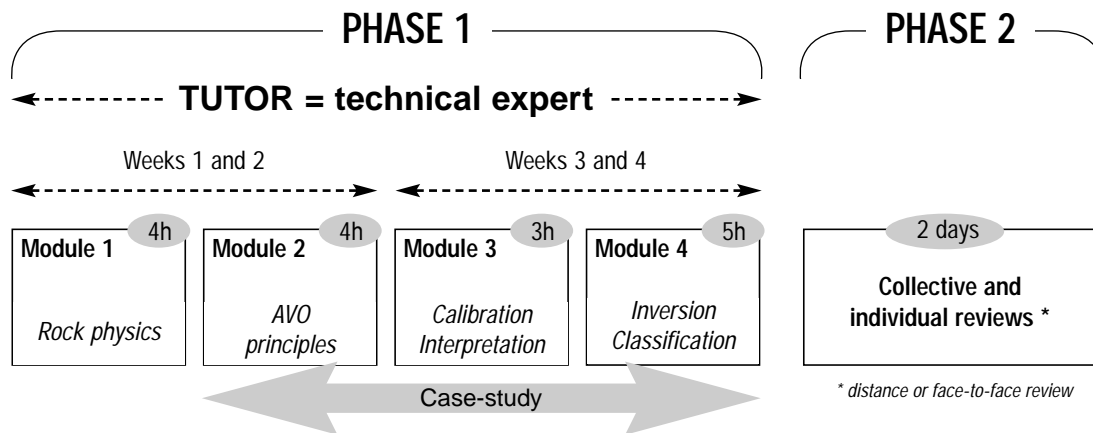 PHASE 1
PHASE 2
TUTOR = technical expert
Weeks 1 and 2
Weeks 3 and 4
Module 1
4h
Rock physics
Module 2
4h
AVO
principles
Module 3
3h
Calibration
Interpretation
Module 4
5h
Inversion
Classification
2 days
Collective and
individual reviews *
Case-study
* distance or face-to-face review